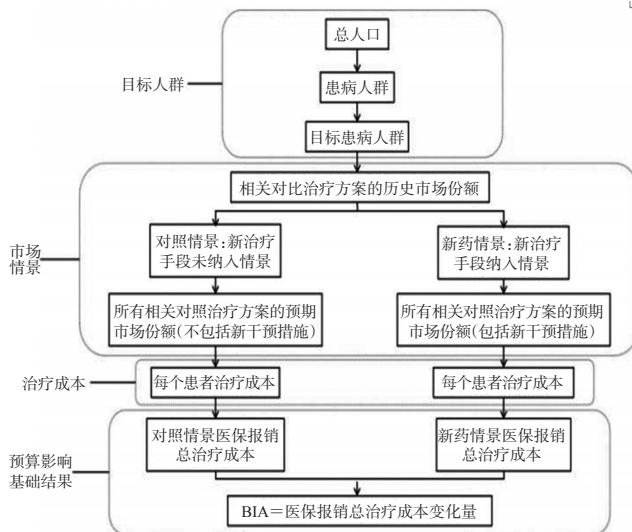 总人口
目标人群
患病人群
目标患病人群
相关对比治疗方案的历史市场份额
市场
情景
对照情景:新治疗
手段未纳入情景
新药情景:新治疗
手段纳入情景
所有相关对照治疗方案的预期
市场份额(不包括新干预措施)
所有相关对照治疗方案的预期
市场份额(包括新干预措施)
治疗成本
每个患者治疗成本
每个患者治疗成本
预算影响
基础结果
对照情景医保报销
总治疗成本
新药情景医保报销
总治疗成本
BIA=医保报销总治疗成本变化量